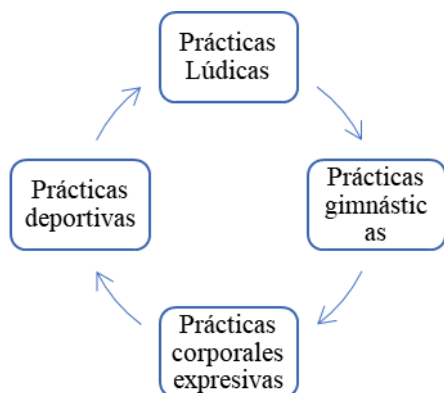 Prácticas
Lúdicas
Prácticas
gimnástic
as
Prácticas
corporales
expresivas
Prácticas
deportivas